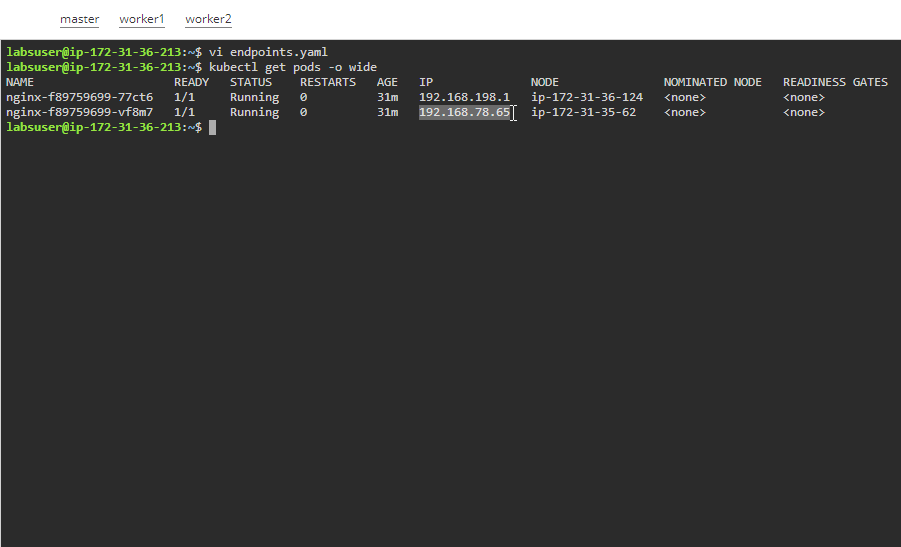 master worker1 worker2
labsuser@ip-172-31-36-213:~$ vi endpoints.yaml
labsuser@ip-172-31-36-213:~$ kubectl get pods -o wide
NAME READY STATUS RESTARTS AGE IP NODE NOMINATED NODE READINESS GATES
nginx-f89759699-77ct6 1/1 Running 0 31m 192.168.198.1 ip-172-31-36-124 <none> <none>
nginx-f89759699-vf8m7 1/1 Running 0 31m 192.168.78.65 ip-172-31-35-62 <none> <none>
labsuser@ip-172-31-36-213:~$